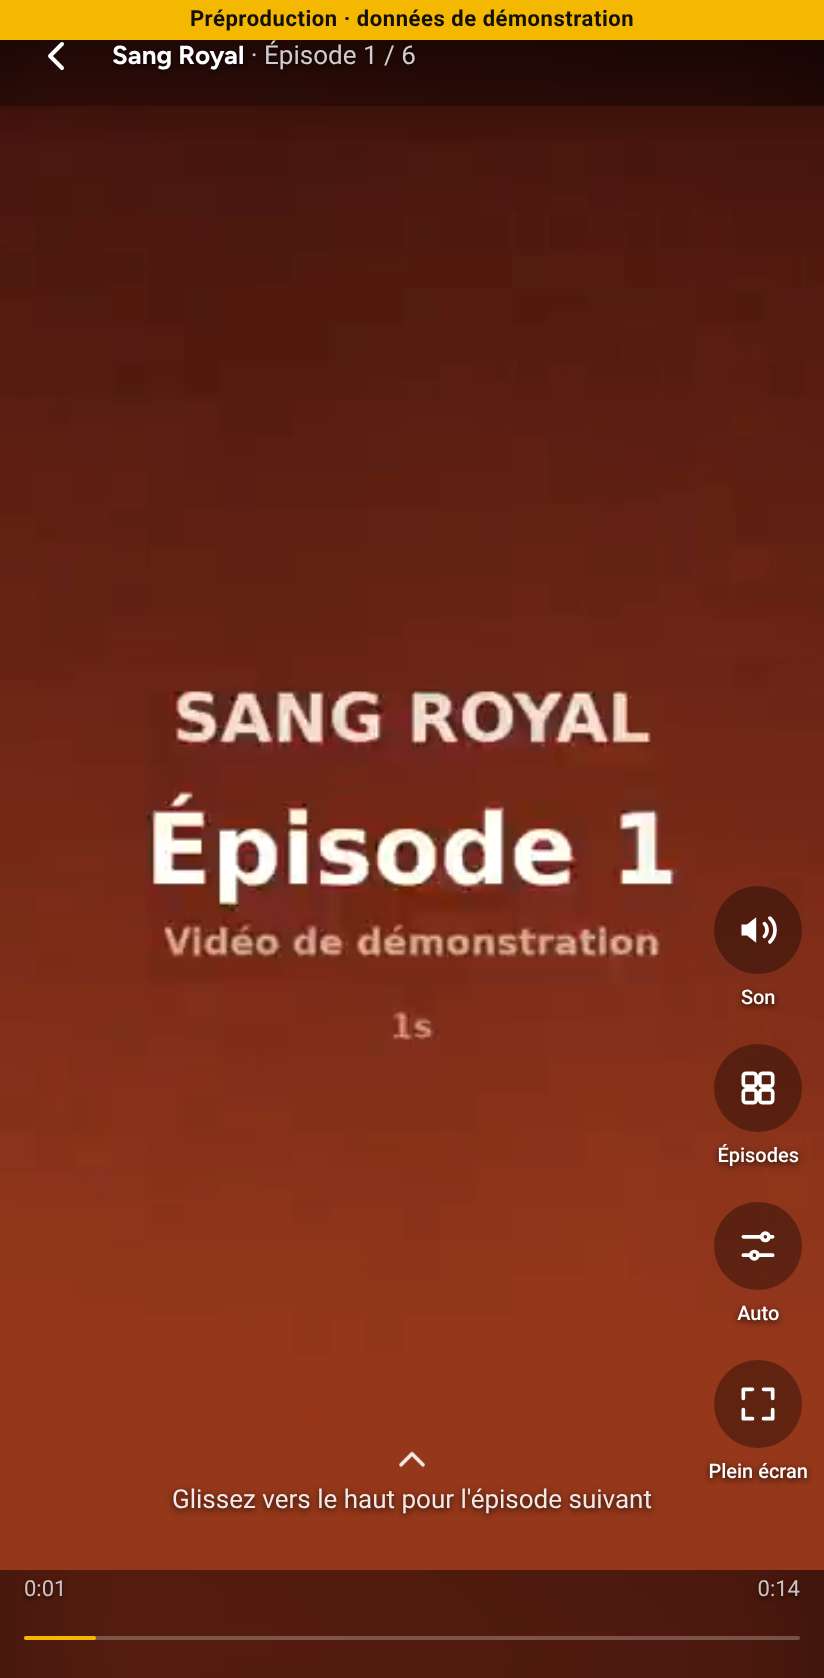 Préproduction · données de démonstration
Sang Royal · Épisode 1 / 6
SANG ROYAL
Épisode 1
Vidéo de démonstration
1s
Son
Épisodes
Auto
Plein écran
Glissez vers le haut pour l'épisode suivant
0:01
0:14